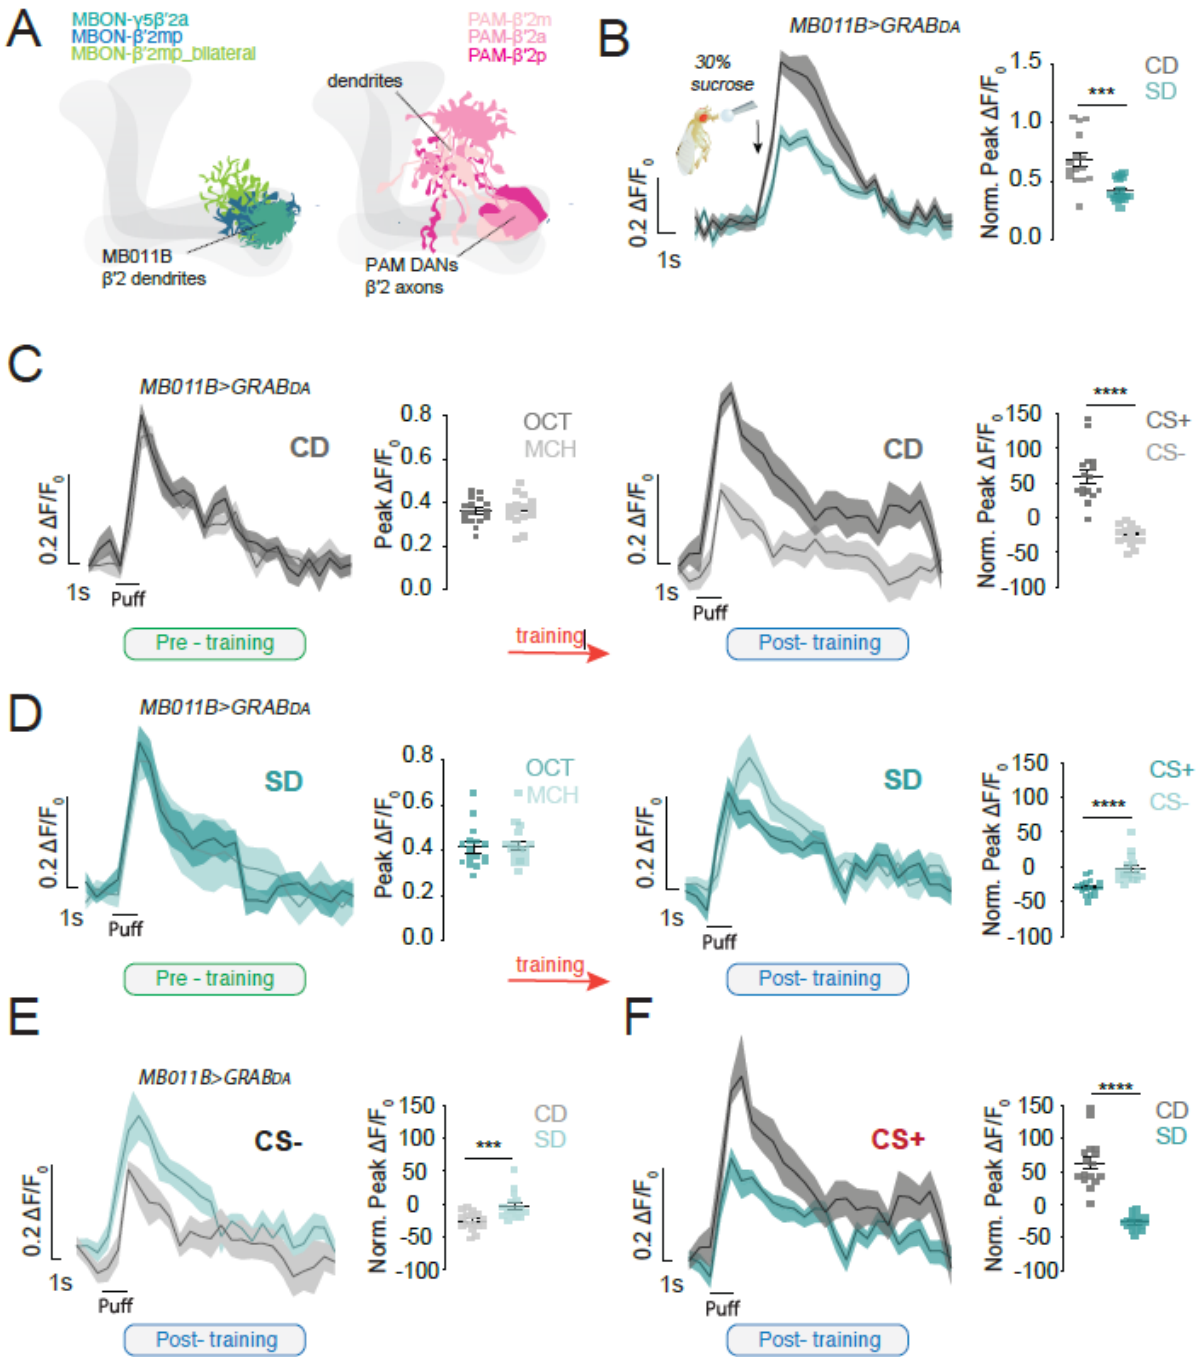 A
MBON-γ5β'2a
MBON-β'2mp
MBON-β'2mp_bilateral
MB011B
β'2 dendrites
PAM-β'2m
PAM-β'2a
PAM-β'2p
dendrites
PAM DANs
β'2 axons
B
MB011B>GRABDA
30%
sucrose
0.2 ΔF/F0
1s
Norm. Peak ΔF/F0
1.5
1.0
0.5
0.0
***
CD
SD
C
MB011B>GRABDA
CD
0.2 ΔF/F0
1s
Puff
Pre - training
Peak ΔF/F0
0.8
0.6
0.4
0.2
0.0
OCT
MCH
training
CD
0.2 ΔF/F0
1s
Puff
Post- training
Norm. Peak ΔF/F0
150
100
50
0
-50
-100
****
CS+
CS-
D
MB011B>GRABDA
SD
0.2 ΔF/F0
1s
Puff
Pre - training
Peak ΔF/F0
0.8
0.6
0.4
0.2
0.0
OCT
MCH
training
SD
0.2 ΔF/F0
1s
Puff
Post- training
Norm. Peak ΔF/F0
150
100
50
0
-50
-100
****
CS+
CS-
E
MB011B>GRABDA
CS-
0.2 ΔF/F0
1s
Puff
Post- training
Norm. Peak ΔF/F0
150
100
50
0
-50
-100
***
CD
SD
F
CS+
0.2 ΔF/F0
1s
Puff
Post- training
Norm. Peak ΔF/F0
150
100
50
0
-50
-100
****
CD
SD